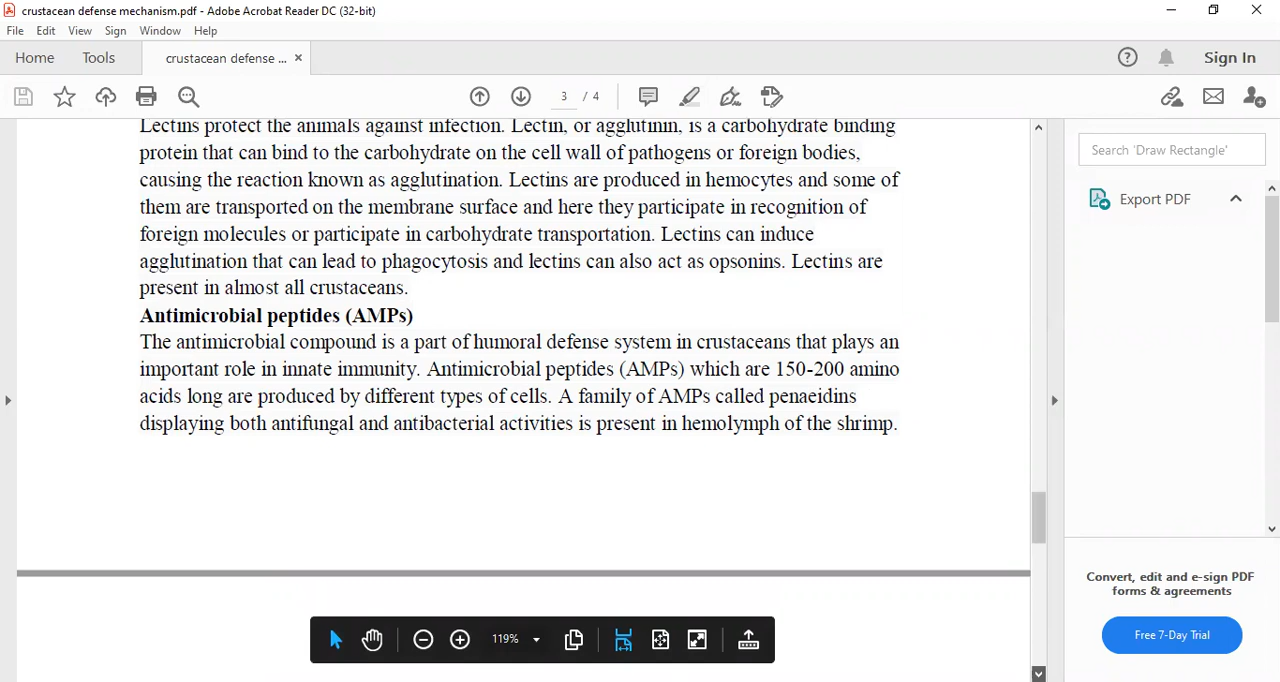 crustacean defense mechanism.pdf - Adobe Acrobat Reader DC (32-bit)
File Edit View Sign Window Help
Home Tools crustacean defense ... ×
Sign In
3 / 4
Lectins protect the animals against infection. Lectin, or agglutinin, is a carbohydrate binding
protein that can bind to the carbohydrate on the cell wall of pathogens or foreign bodies,
causing the reaction known as agglutination. Lectins are produced in hemocytes and some of
them are transported on the membrane surface and here they participate in recognition of
foreign molecules or participate in carbohydrate transportation. Lectins can induce
agglutination that can lead to phagocytosis and lectins can also act as opsonins. Lectins are
present in almost all crustaceans.
Antimicrobial peptides (AMPs)
The antimicrobial compound is a part of humoral defense system in crustaceans that plays an
important role in innate immunity. Antimicrobial peptides (AMPs) which are 150-200 amino
acids long are produced by different types of cells. A family of AMPs called penaeidins
displaying both antifungal and antibacterial activities is present in hemolymph of the shrimp.
119%
Search 'Draw Rectangle'
Export PDF
Convert, edit and e-sign PDF
forms & agreements
Free 7-Day Trial